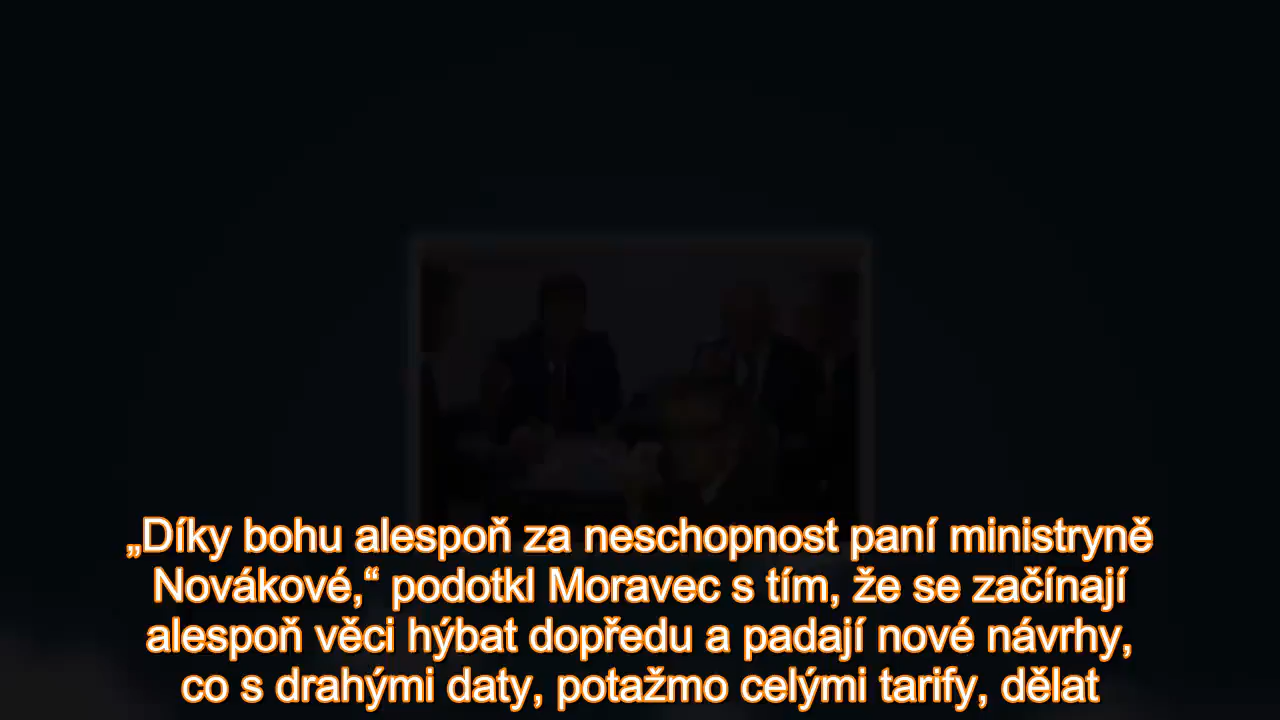 „Díky bohu alespoň za neschopnost paní ministryně
Novákové,“ podotkl Moravec s tím, že se začínají
alespoň věci hýbat dopředu a padají nové návrhy,
co s drahými daty, potažmo celými tarify, dělat